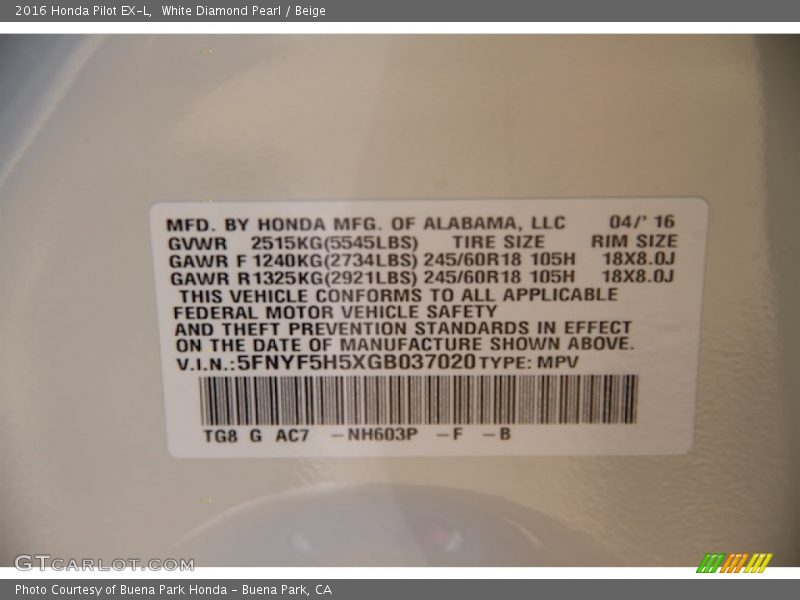 2016 Honda Pilot EX-L, White Diamond Pearl / Beige
MFD. BY HONDA MFG. OF ALABAMA, LLC 04/' 16
GVWR 2515KG(5545LBS) TIRE SIZE RIM SIZE
GAWR F 1240KG(2734LBS) 245/60R18 105H 18X8.0J
GAWR R1325KG(2921LBS) 245/60R18 105H 18X8.0J
THIS VEHICLE CONFORMS TO ALL APPLICABLE
FEDERAL MOTOR VEHICLE SAFETY
AND THEFT PREVENTION STANDARDS IN EFFECT
ON THE DATE OF MANUFACTURE SHOWN ABOVE.
V.I.N.:5FNYF5H5XGB037020 TYPE: MPV
TG8 G AC7 -NH603P -F -B
GTCARLOT.COM
Photo Courtesy of Buena Park Honda - Buena Park, CA